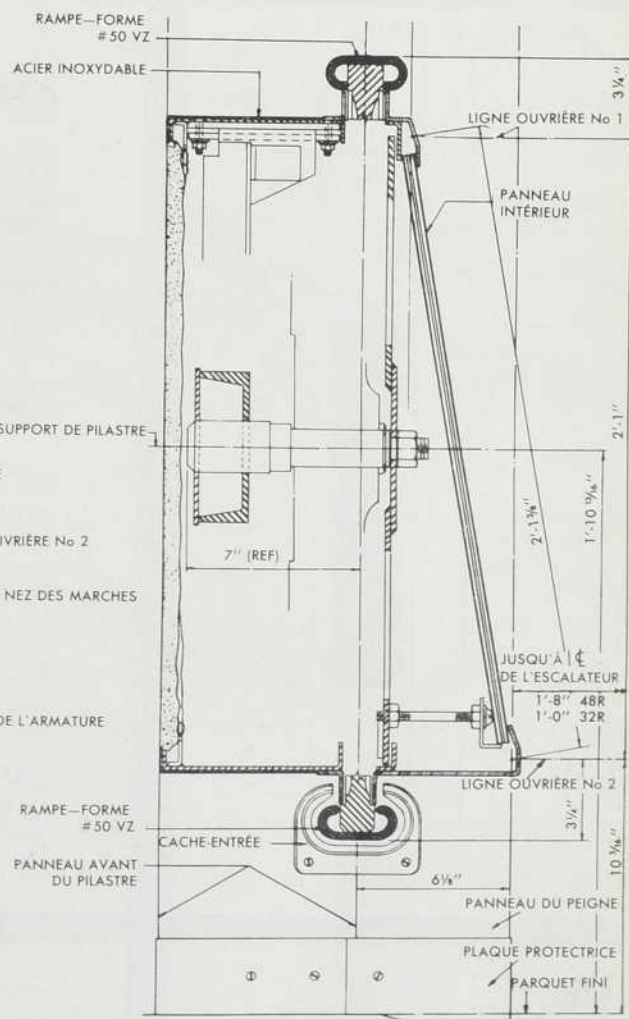 RAMPE—FORME
#50 VZ
ACIER INOXYDABLE
3¼"
LIGNE OUVRIÈRE No 1
PANNEAU
INTÉRIEUR
SUPPORT DE PILASTRE
2'-1"
2'-1⅜"
1'-10 13/16"
UVRIÈRE No 2
7" (REF)
NEZ DES MARCHES
JUSQU'À ℄
DE L'ESCALATEUR
1'-8" 48R
1'-0" 32R
DE L'ARMATURE
LIGNE OUVRIÈRE No 2
RAMPE—FORME
#50 VZ
3¼"
CACHE-ENTRÉE
PANNEAU AVANT
DU PILASTRE
6⅛"
10 3/16"
PANNEAU DU PEIGNE
PLAQUE PROTECTRICE
PARQUET FINI